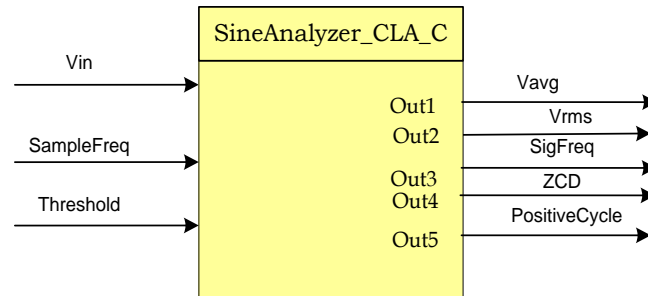 SineAnalyzer_CLA_C
Vin
SampleFreq
Threshold
Out1
Out2
Out3
Out4
Out5
Vavg
Vrms
SigFreq
ZCD
PositiveCycle